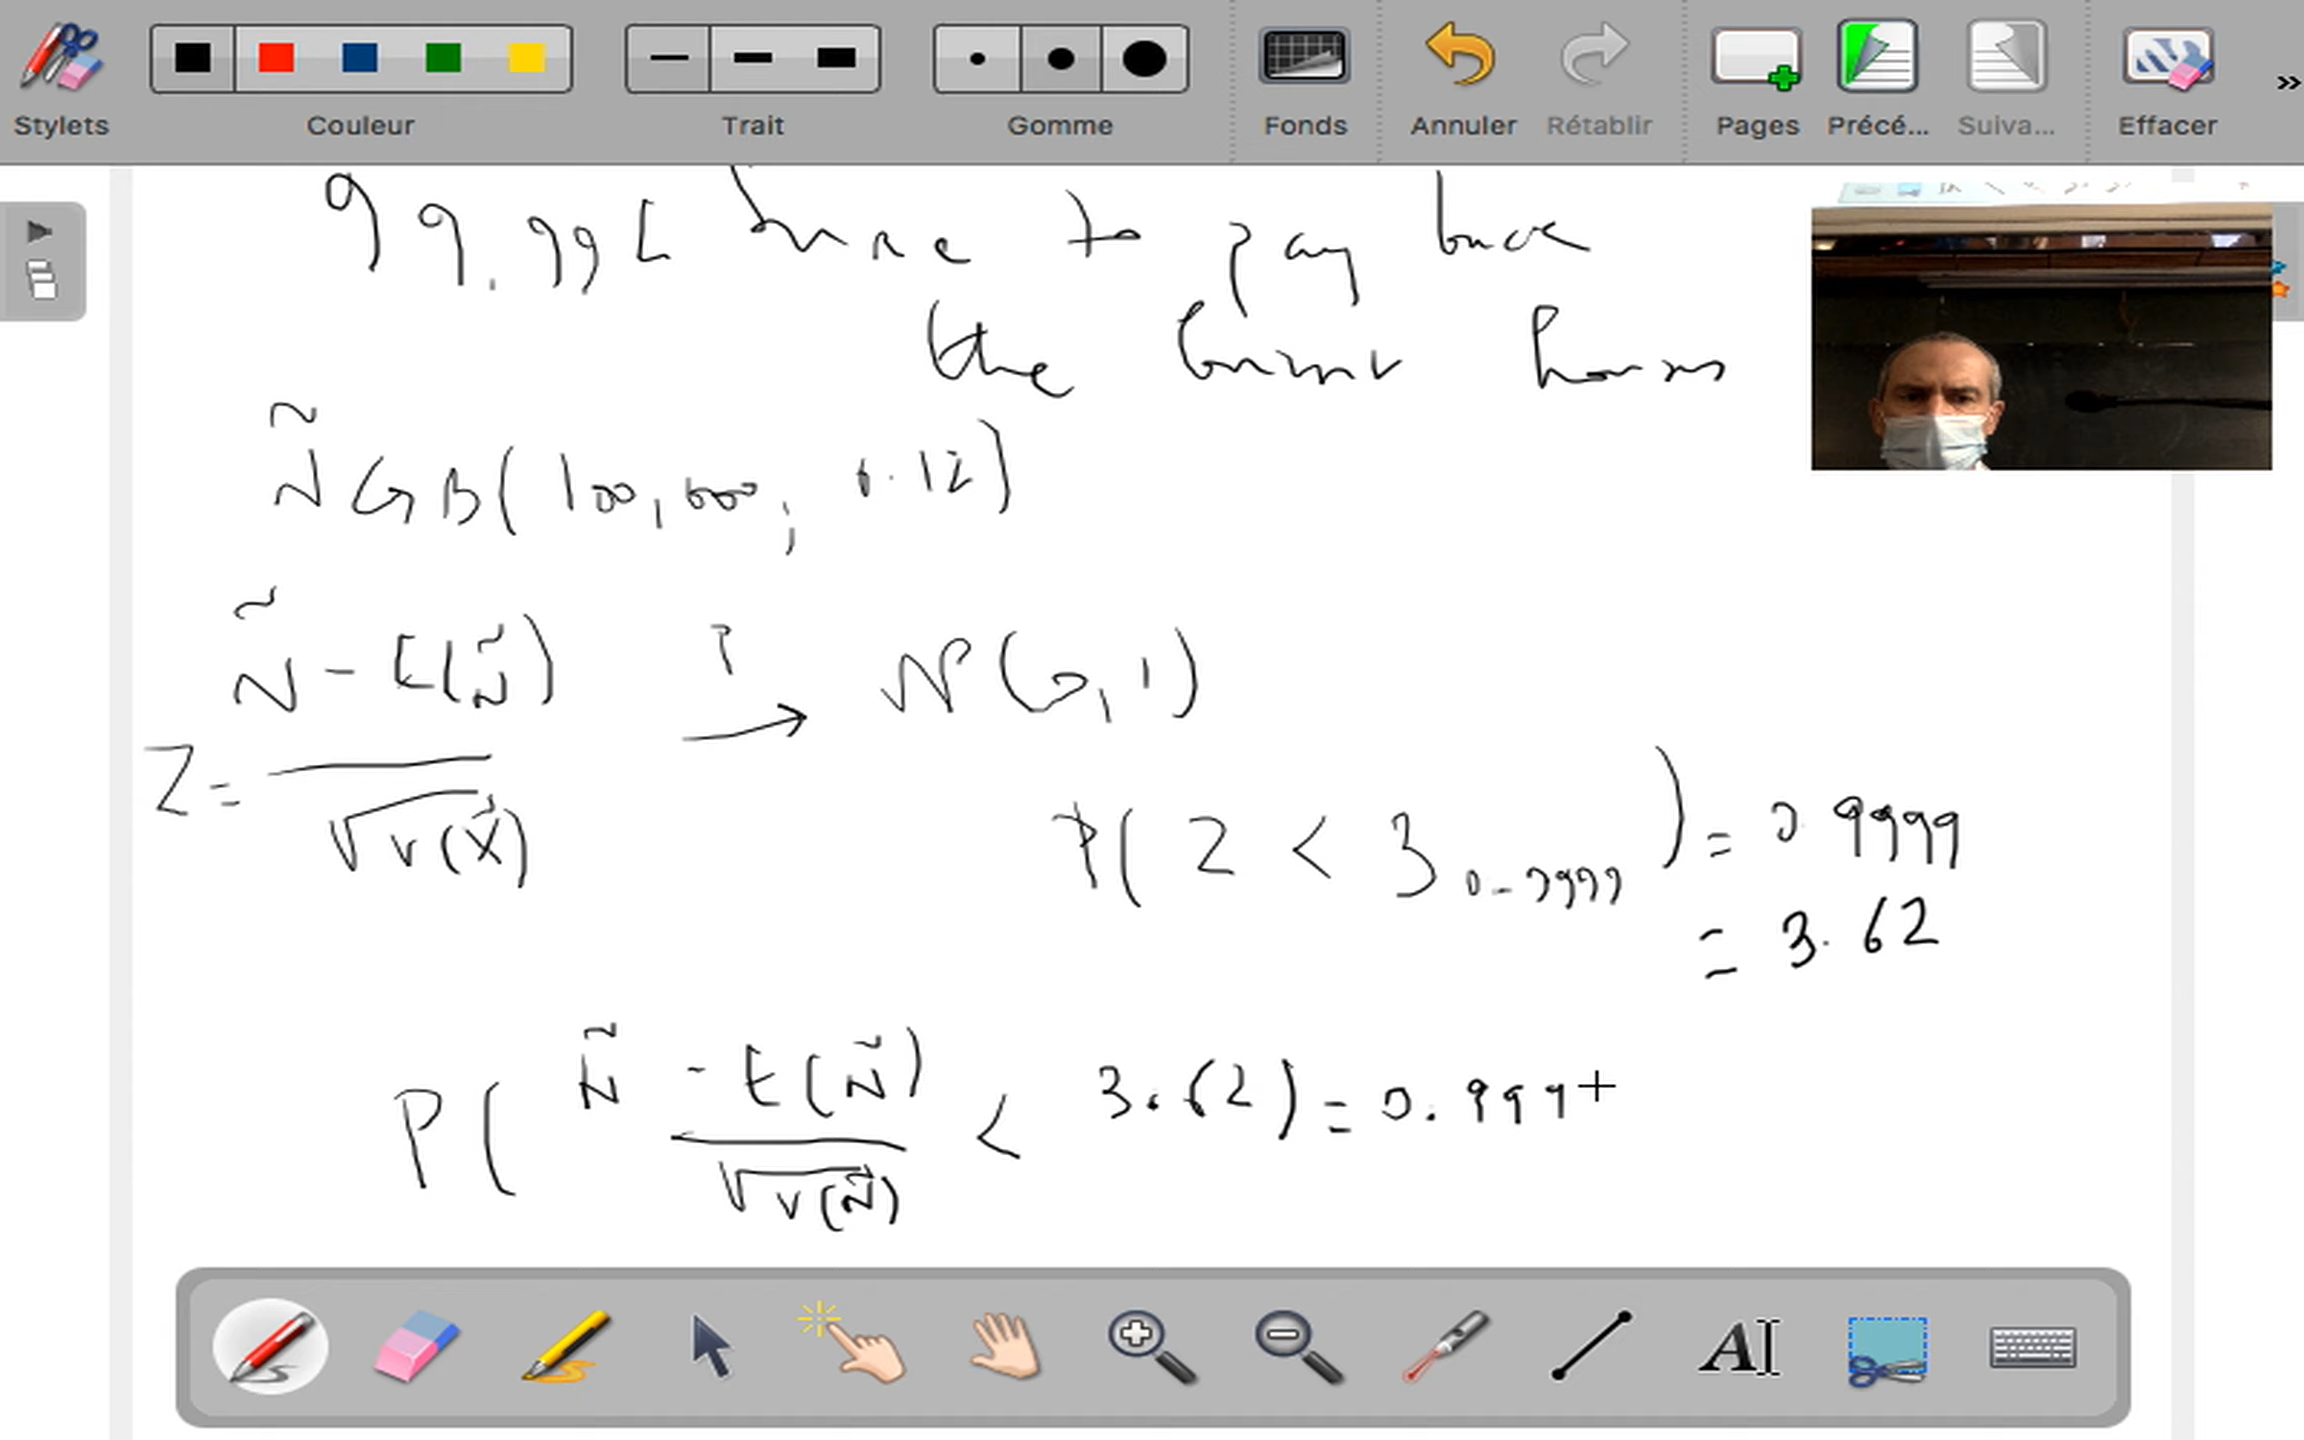 Stylets Couleur Trait Gomme Fonds Annuler Rétablir Pages Précé... Suiva... Effacer »
99.99% to pay back
the
Ñ G B( 100,000; 0.12)
Z = Ñ - E(Ñ) / √V(X̃) → N(0,1)
P( Z < 3 0.9999 ) = 0.9999
= 3.62
P( Ñ - E(Ñ) / √V(Ñ) < 3.62 ) = 0.999
AI